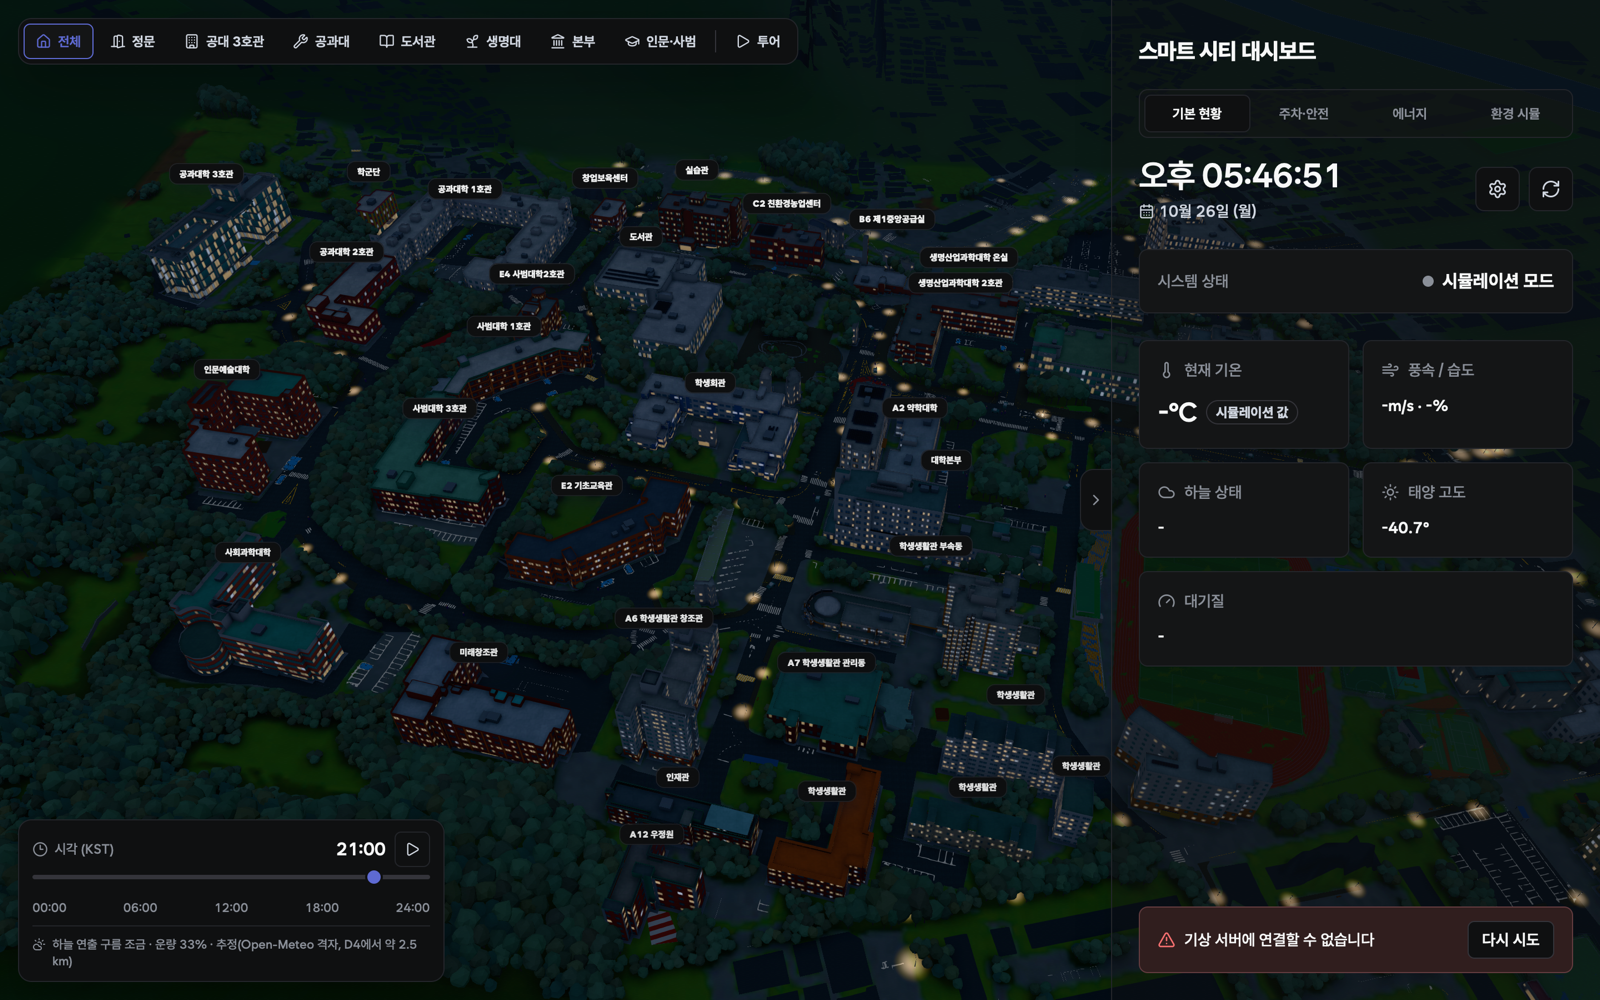 전체 정문 공대 3호관 공과대 도서관 생명대 본부 인문·사범 투어
스마트 시티 대시보드
기본 현황 주차·안전 에너지 환경 시뮬
오후 05:46:51
10월 26일 (월)
시스템 상태 시뮬레이션 모드
현재 기온
-°C 시뮬레이션 값
풍속 / 습도
-m/s · -%
하늘 상태
-
태양 고도
-40.7°
대기질
-
기상 서버에 연결할 수 없습니다 다시 시도
공과대학 3호관
학군단
공과대학 1호관
창업보육센터
실습관
C2 친환경농업센터
B6 제1중앙공급실
도서관
공과대학 2호관
E4 사범대학2호관
생명산업과학대학 온실
생명산업과학대학 2호관
사범대학 1호관
인문예술대학
학생회관
사범대학 3호관
A2 약학대학
대학본부
E2 기초교육관
학생생활관 부속동
사회과학대학
A6 학생생활관 창조관
미래창조관
A7 학생생활관 관리동
학생생활관
학생생활관
인재관
학생생활관
학생생활관
A12 우정원
시각 (KST) 21:00
00:00 06:00 12:00 18:00 24:00
하늘 연출 구름 조금 · 운량 33% · 추정(Open-Meteo 격자, D4에서 약 2.5
km)